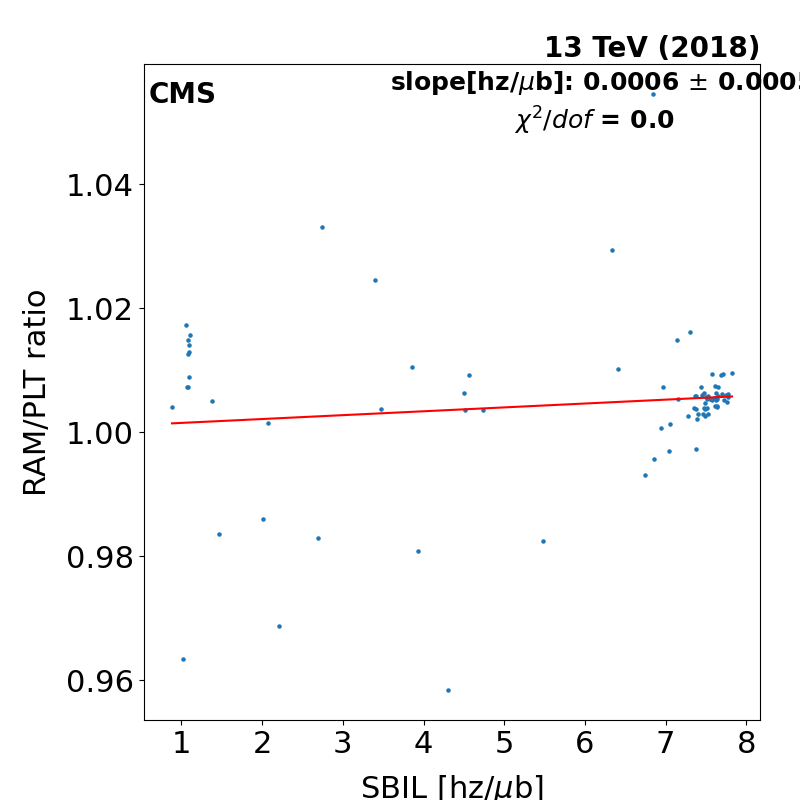 13 TeV (2018)
CMS
slope[hz/μb]: 0.0006 ± 0.0005
χ²/dof = 0.0
RAM/PLT ratio
1.04
1.02
1.00
0.98
0.96
1 2 3 4 5 6 7 8
SBIL [hz/μb]